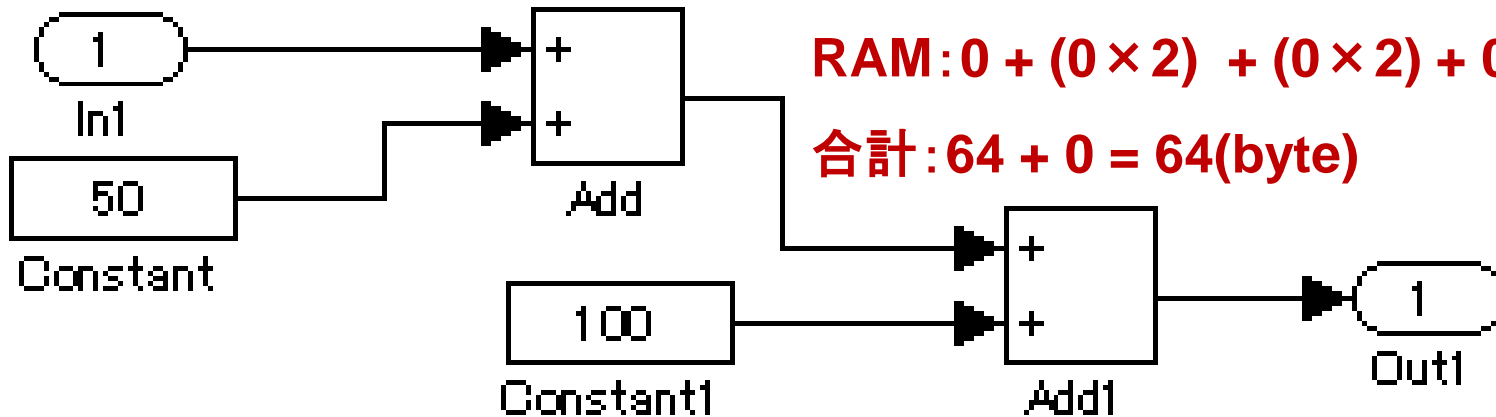 1
In1
50
Constant
+
+
Add
RAM:0 + (0×2) + (0×2) + 0
合計:64 + 0 = 64(byte)
100
Constant1
+
+
Add1
1
Out1